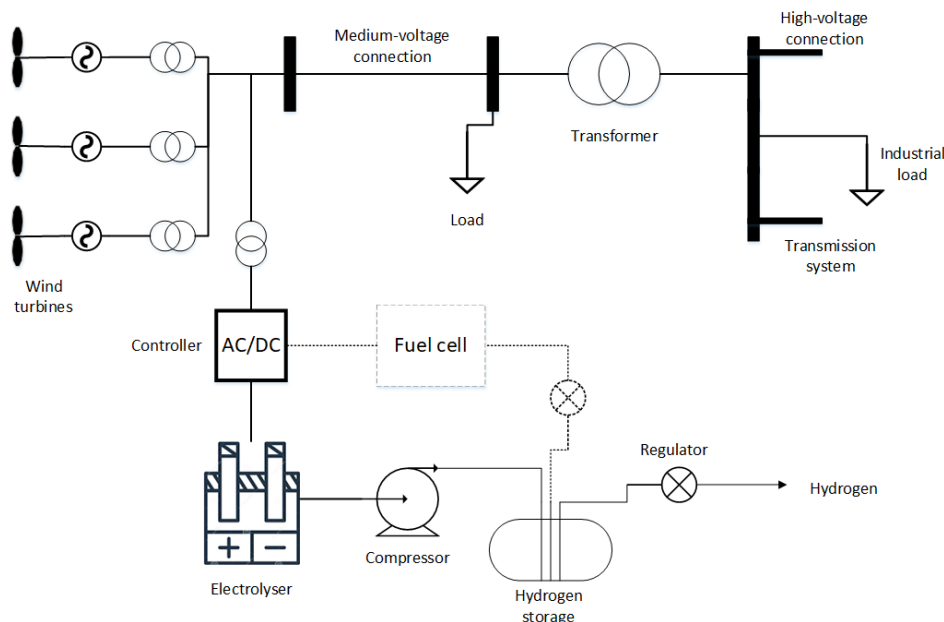 Medium-voltage
connection
High-voltage
connection
Transformer
Industrial
load
Load
Transmission
system
Wind
turbines
Controller
AC/DC
Fuel cell
Regulator
Hydrogen
Compressor
+ −
Electrolyser
Hydrogen
storage